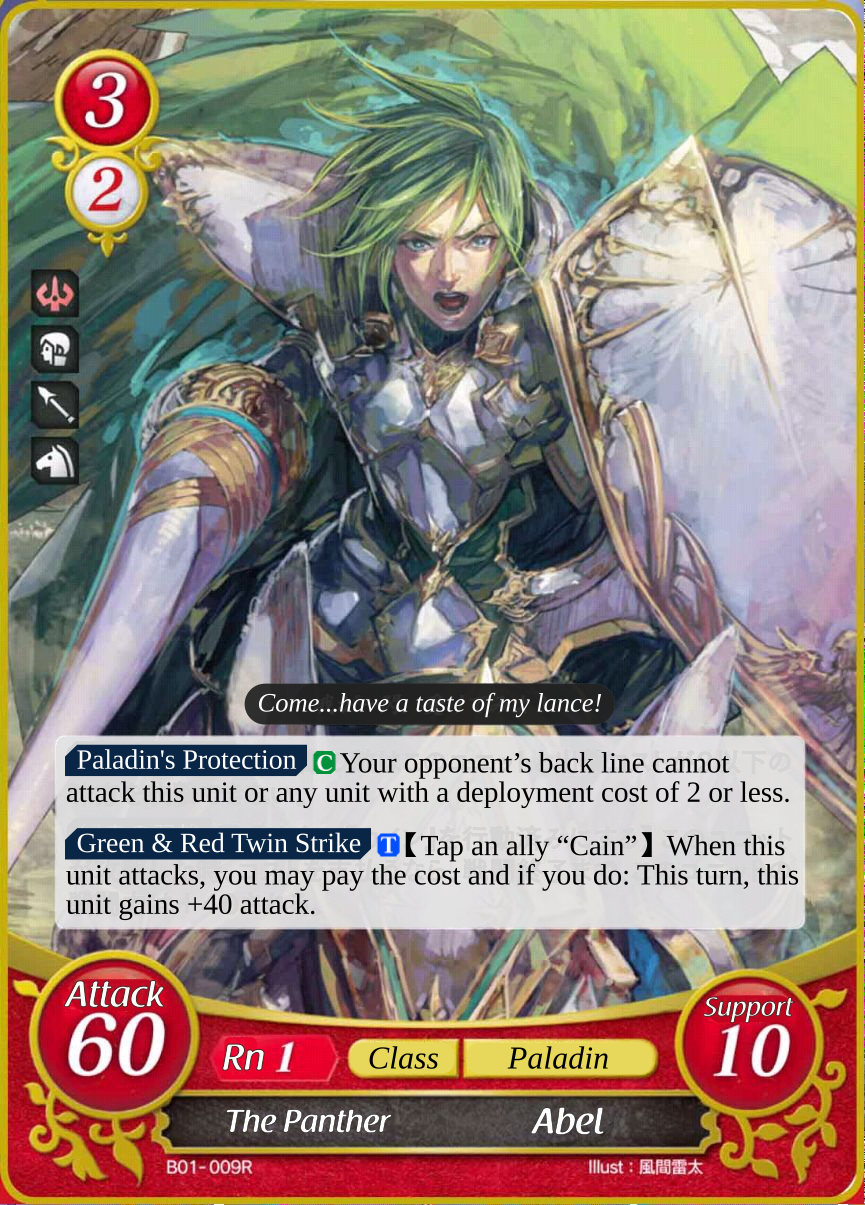 3
2
Come...have a taste of my lance!
Paladin's Protection C Your opponent's back line cannot
attack this unit or any unit with a deployment cost of 2 or less.
Green & Red Twin Strike T【Tap an ally “Cain”】When this
unit attacks, you may pay the cost and if you do: This turn, this
unit gains +40 attack.
Attack
60
Support
10
Rn 1 Class Paladin
The Panther Abel
B01-009R Illust：風間雷太